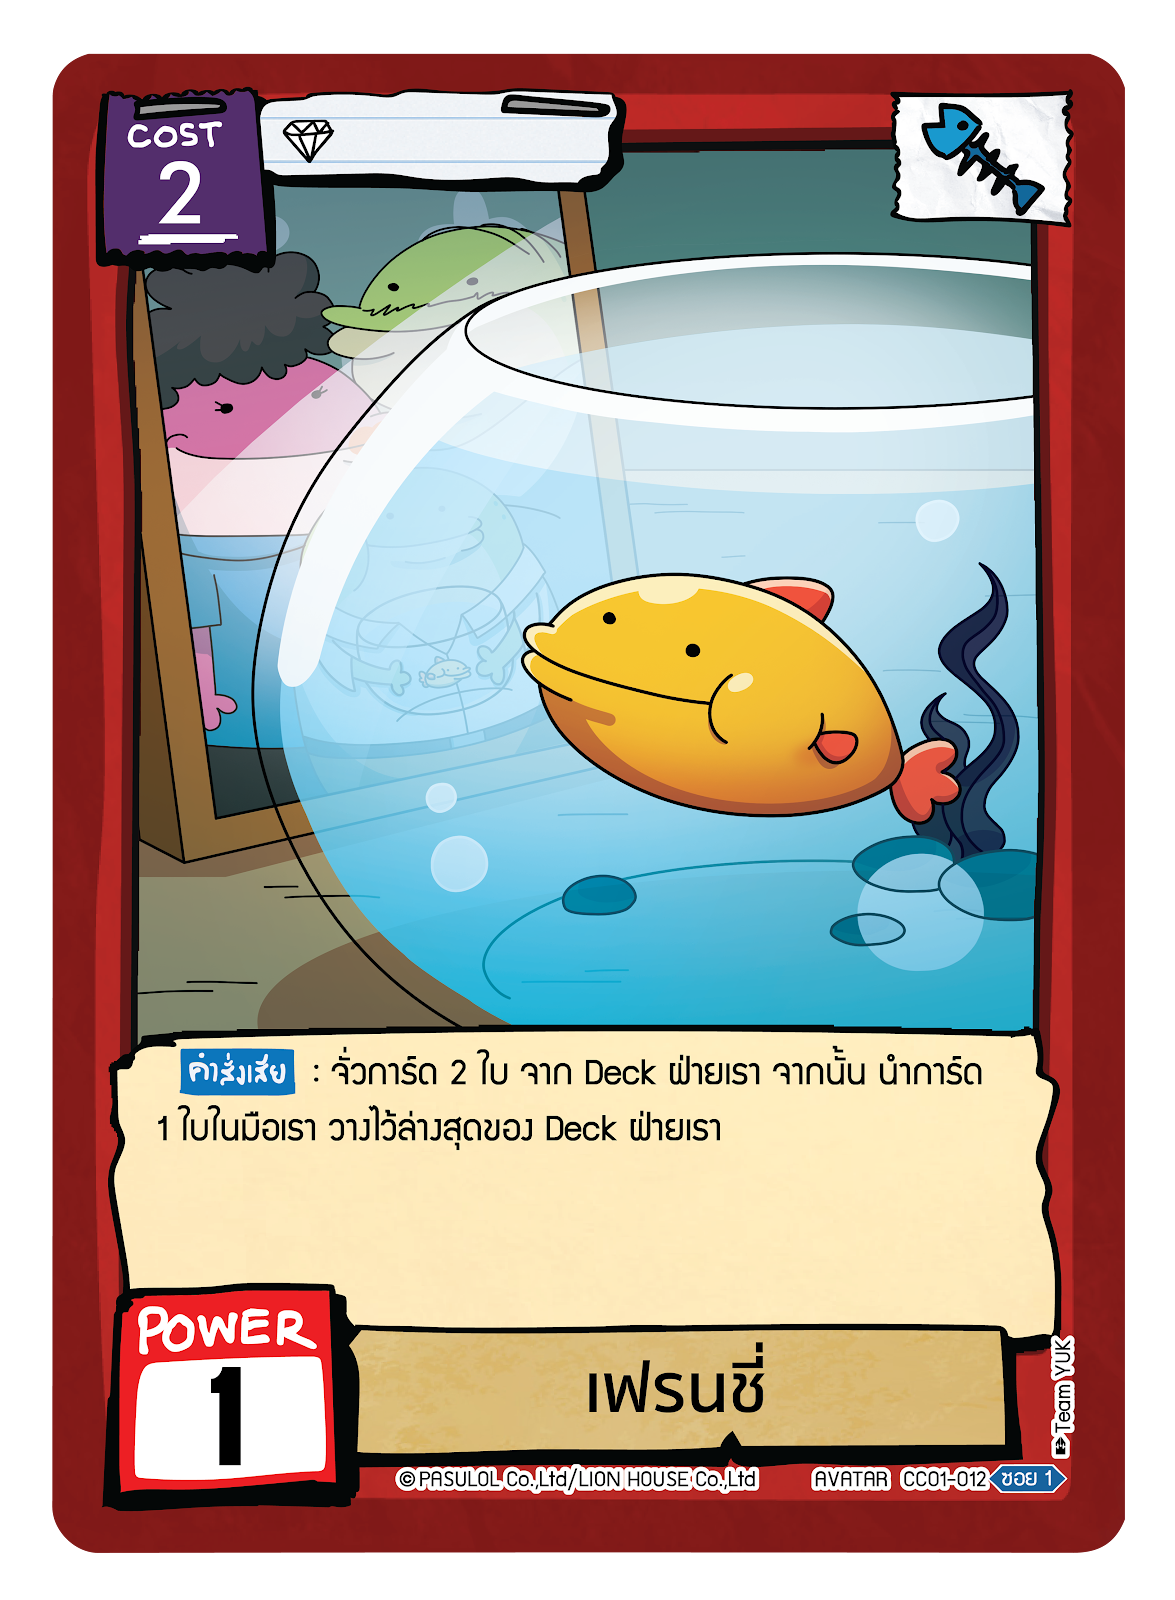 COST
2
คำสั่งเสีย : จั่วการ์ด 2 ใบ จาก Deck ฝ่ายเรา จากนั้น นำการ์ด
1 ใบในมือเรา วางไว้ล่างสุดของ Deck ฝ่ายเรา
POWER
1
เฟรนชี่
Team YUK
© PASULOL Co.,Ltd/LION HOUSE Co.,Ltd
AVATAR CC01-012 ซอย 1